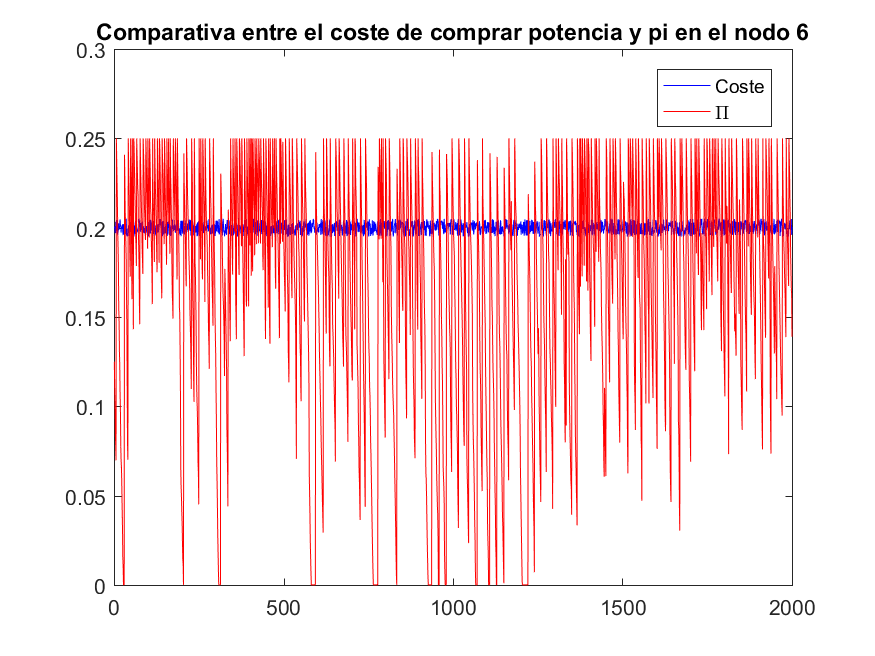 Comparativa entre el coste de comprar potencia y pi en el nodo 6
0.3
Coste
Π
0.25
0.2
0.15
0.1
0.05
0
0 500 1000 1500 2000